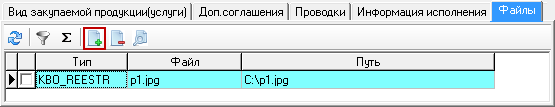 Вид закупаемой продукции(услуги) Доп.соглашения Проводки Информация исполнения Файлы
Σ
Тип Файл Путь
KBO_REESTR p1.jpg C:\p1.jpg